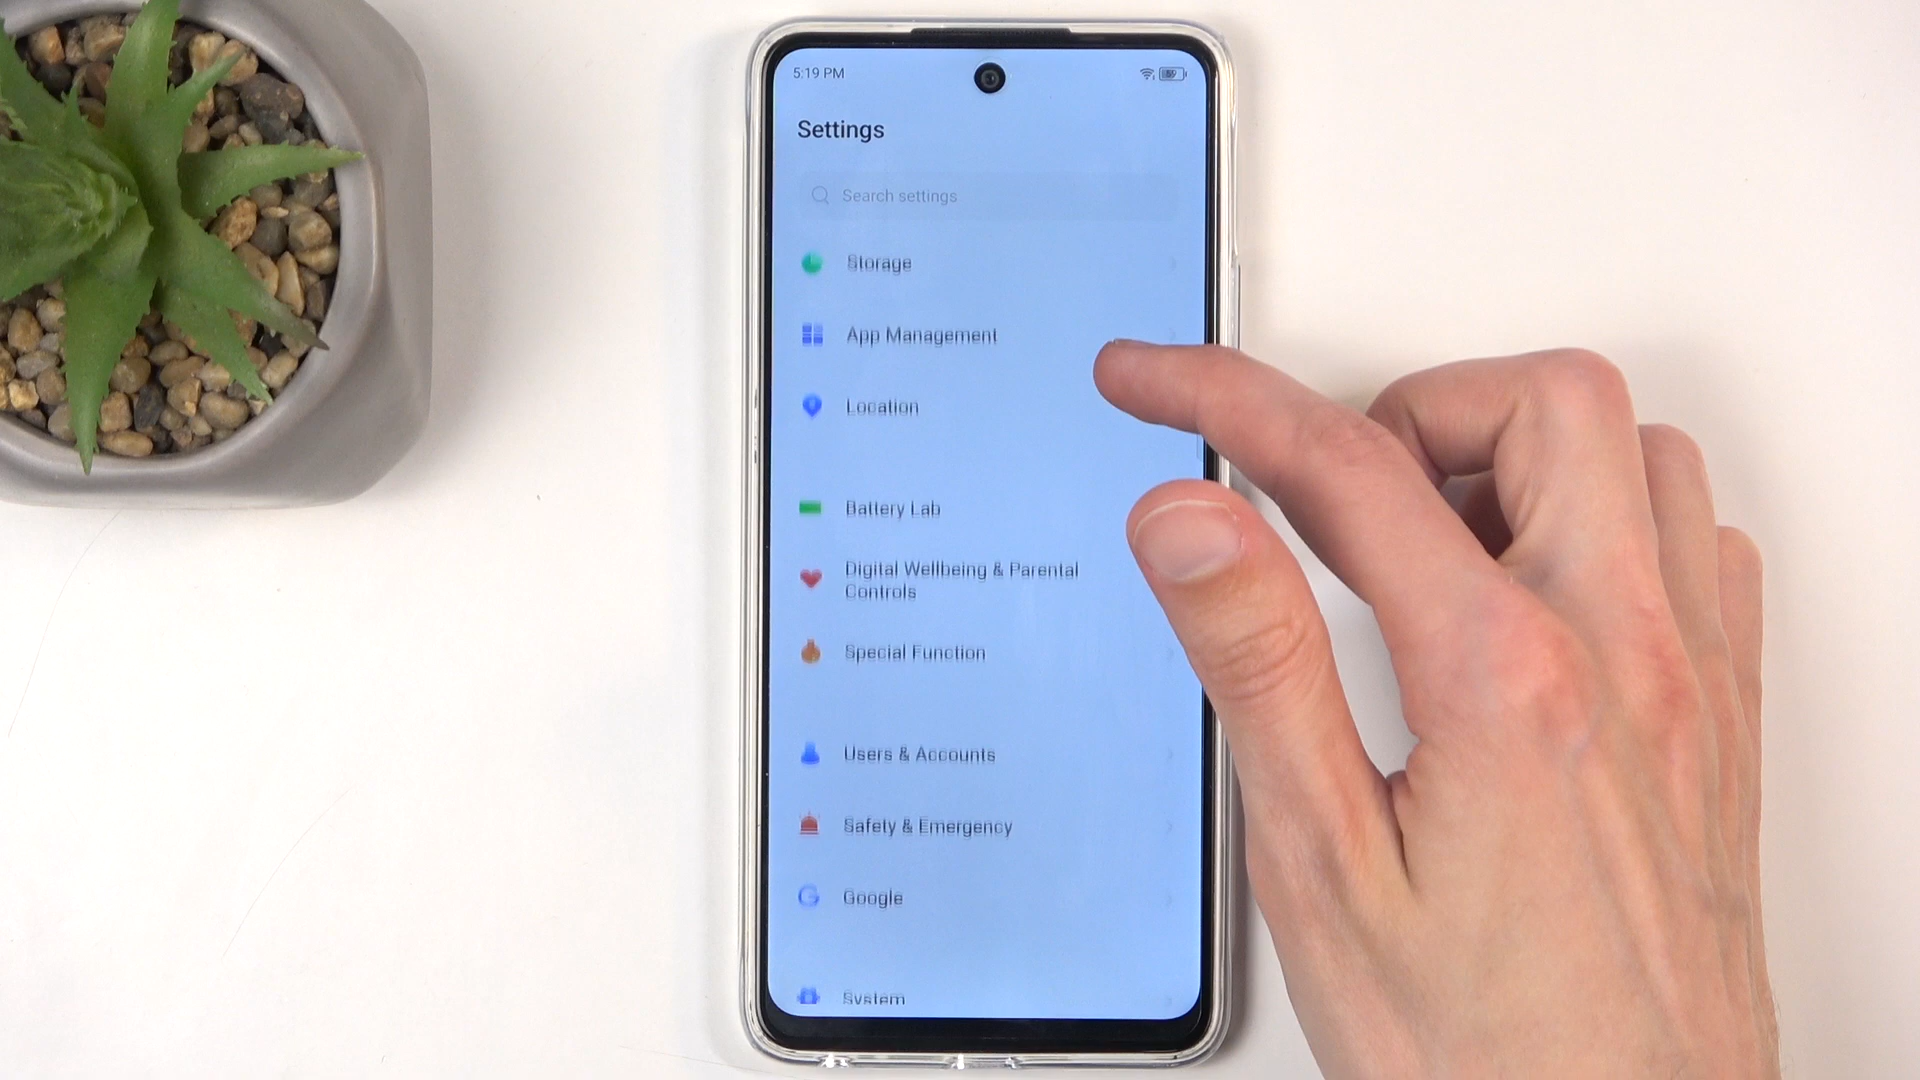 5:19 PM
Settings
Search settings
Storage
App Management
Location
Battery Lab
Digital Wellbeing & Parental
Controls
Special Function
Users & Accounts
Safety & Emergency
Google
System